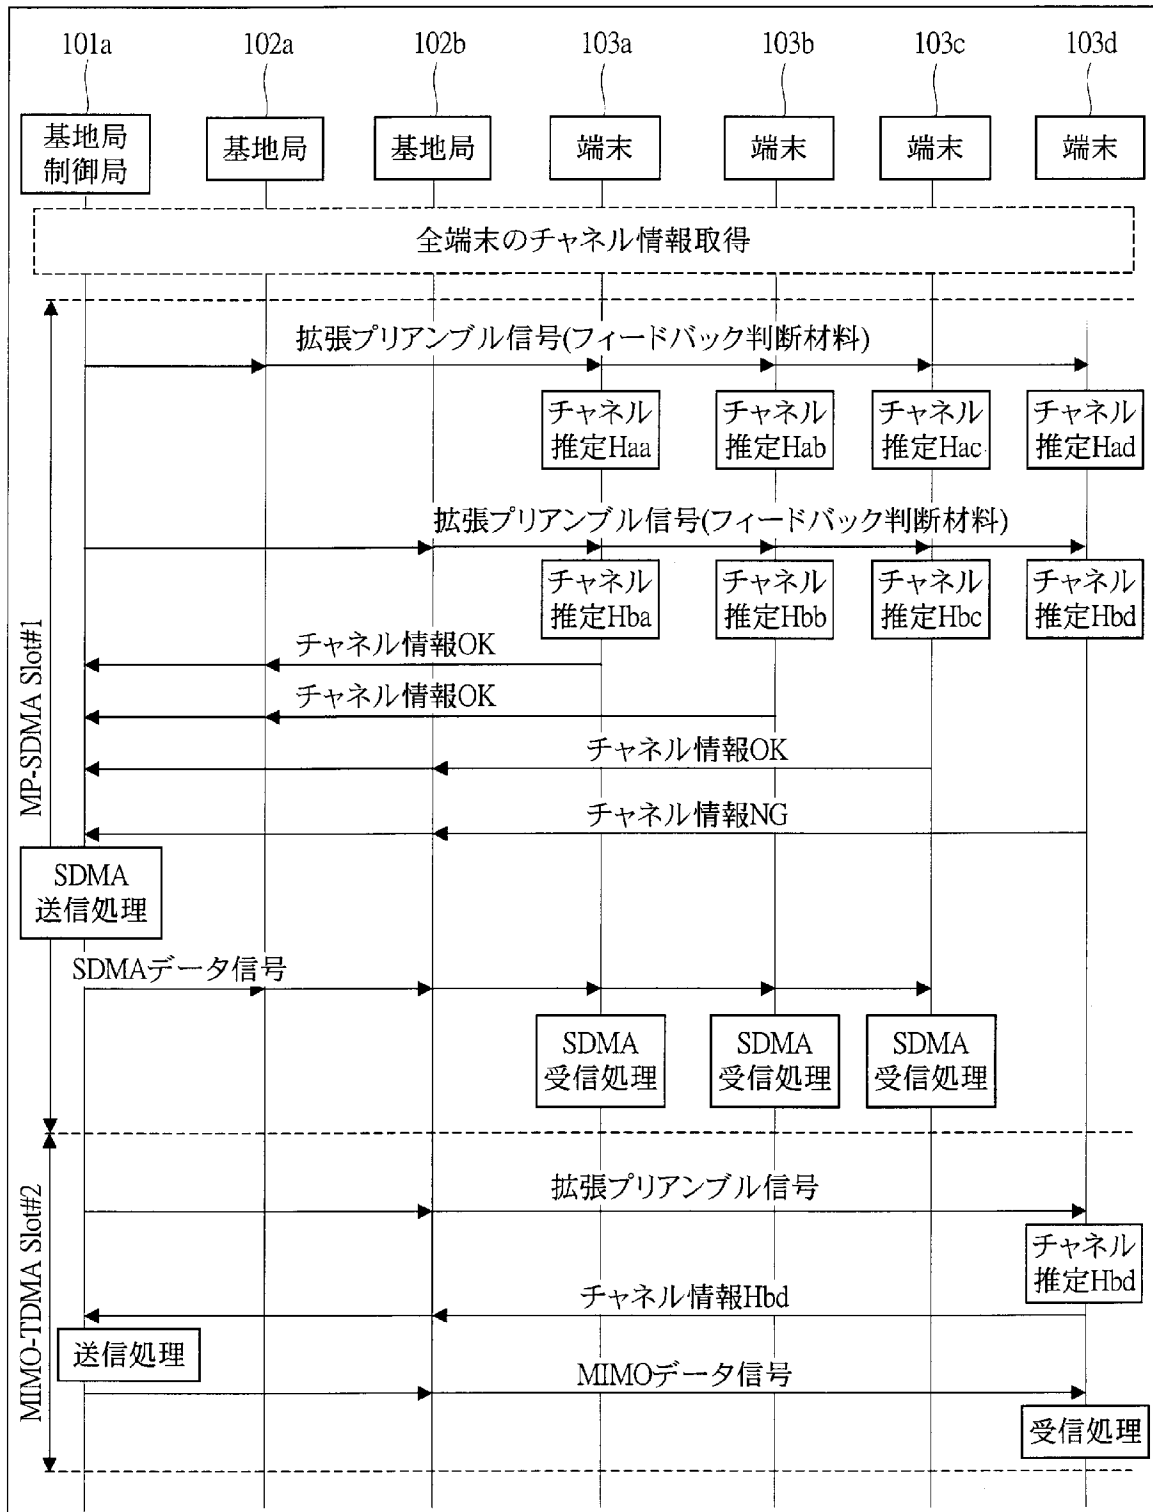 101a
102a
102b
103a
103b
103c
103d
基地局
制御局
基地局
基地局
端末
端末
端末
端末
全端末のチャネル情報取得
MP-SDMA Slot#1
拡張プリアンブル信号(フィードバック判断材料)
チャネル
推定Haa
チャネル
推定Hab
チャネル
推定Hac
チャネル
推定Had
拡張プリアンブル信号(フィードバック判断材料)
チャネル
推定Hba
チャネル
推定Hbb
チャネル
推定Hbc
チャネル
推定Hbd
チャネル情報OK
チャネル情報OK
チャネル情報OK
チャネル情報NG
SDMA
送信処理
SDMAデータ信号
SDMA
受信処理
SDMA
受信処理
SDMA
受信処理
MIMO-TDMA Slot#2
拡張プリアンブル信号
チャネル
推定Hbd
チャネル情報Hbd
送信処理
MIMOデータ信号
受信処理